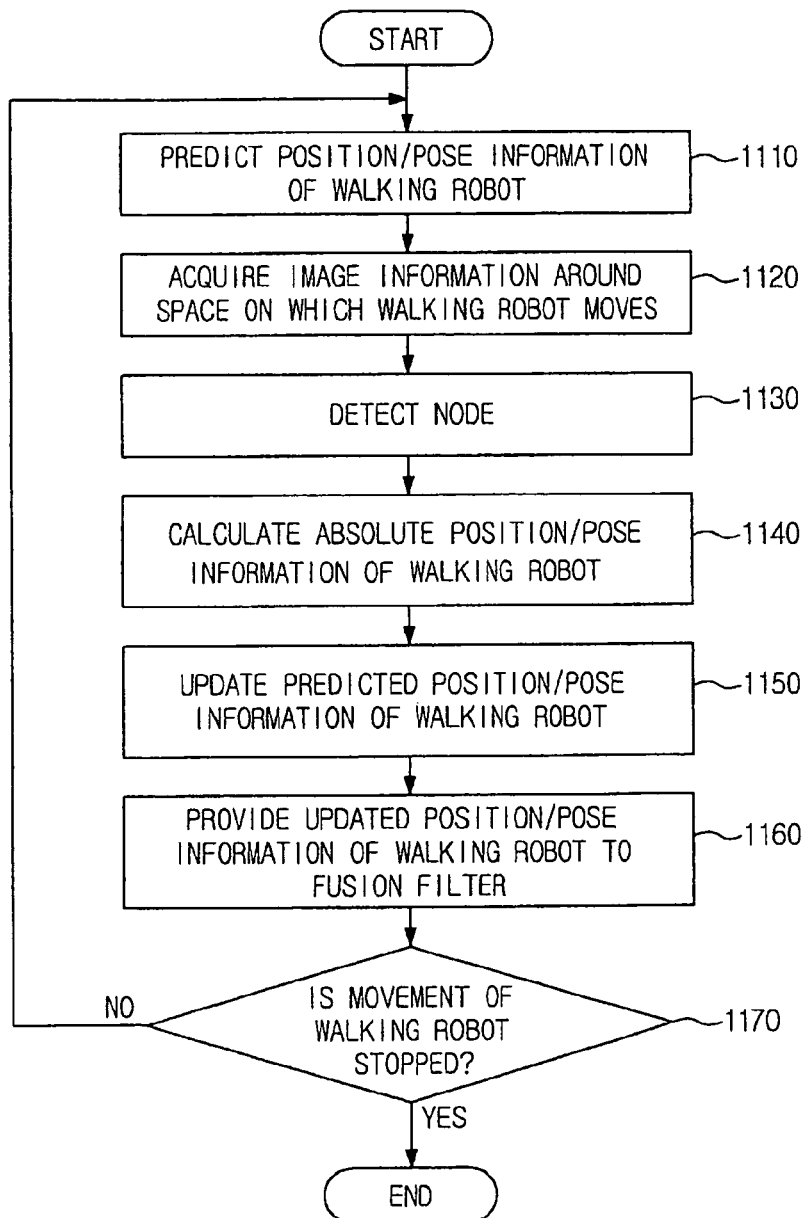 START
PREDICT POSITION/POSE INFORMATION
OF WALKING ROBOT
1110
ACQUIRE IMAGE INFORMATION AROUND
SPACE ON WHICH WALKING ROBOT MOVES
1120
DETECT NODE
1130
CALCULATE ABSOLUTE POSITION/POSE
INFORMATION OF WALKING ROBOT
1140
UPDATE PREDICTED POSITION/POSE
INFORMATION OF WALKING ROBOT
1150
PROVIDE UPDATED POSITION/POSE
INFORMATION OF WALKING ROBOT TO
FUSION FILTER
1160
NO
IS MOVEMENT OF
WALKING ROBOT
STOPPED?
1170
YES
END